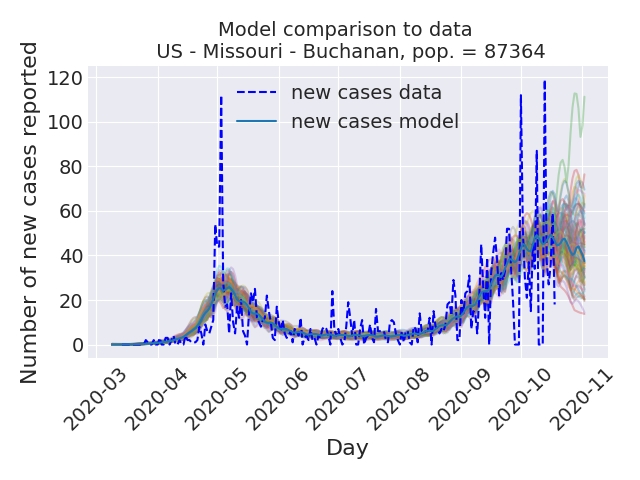 Model comparison to data
US - Missouri - Buchanan, pop. = 87364
new cases data
new cases model
Number of new cases reported
120
100
80
60
40
20
0
2020-03
2020-04
2020-05
2020-06
2020-07
2020-08
2020-09
2020-10
2020-11
Day